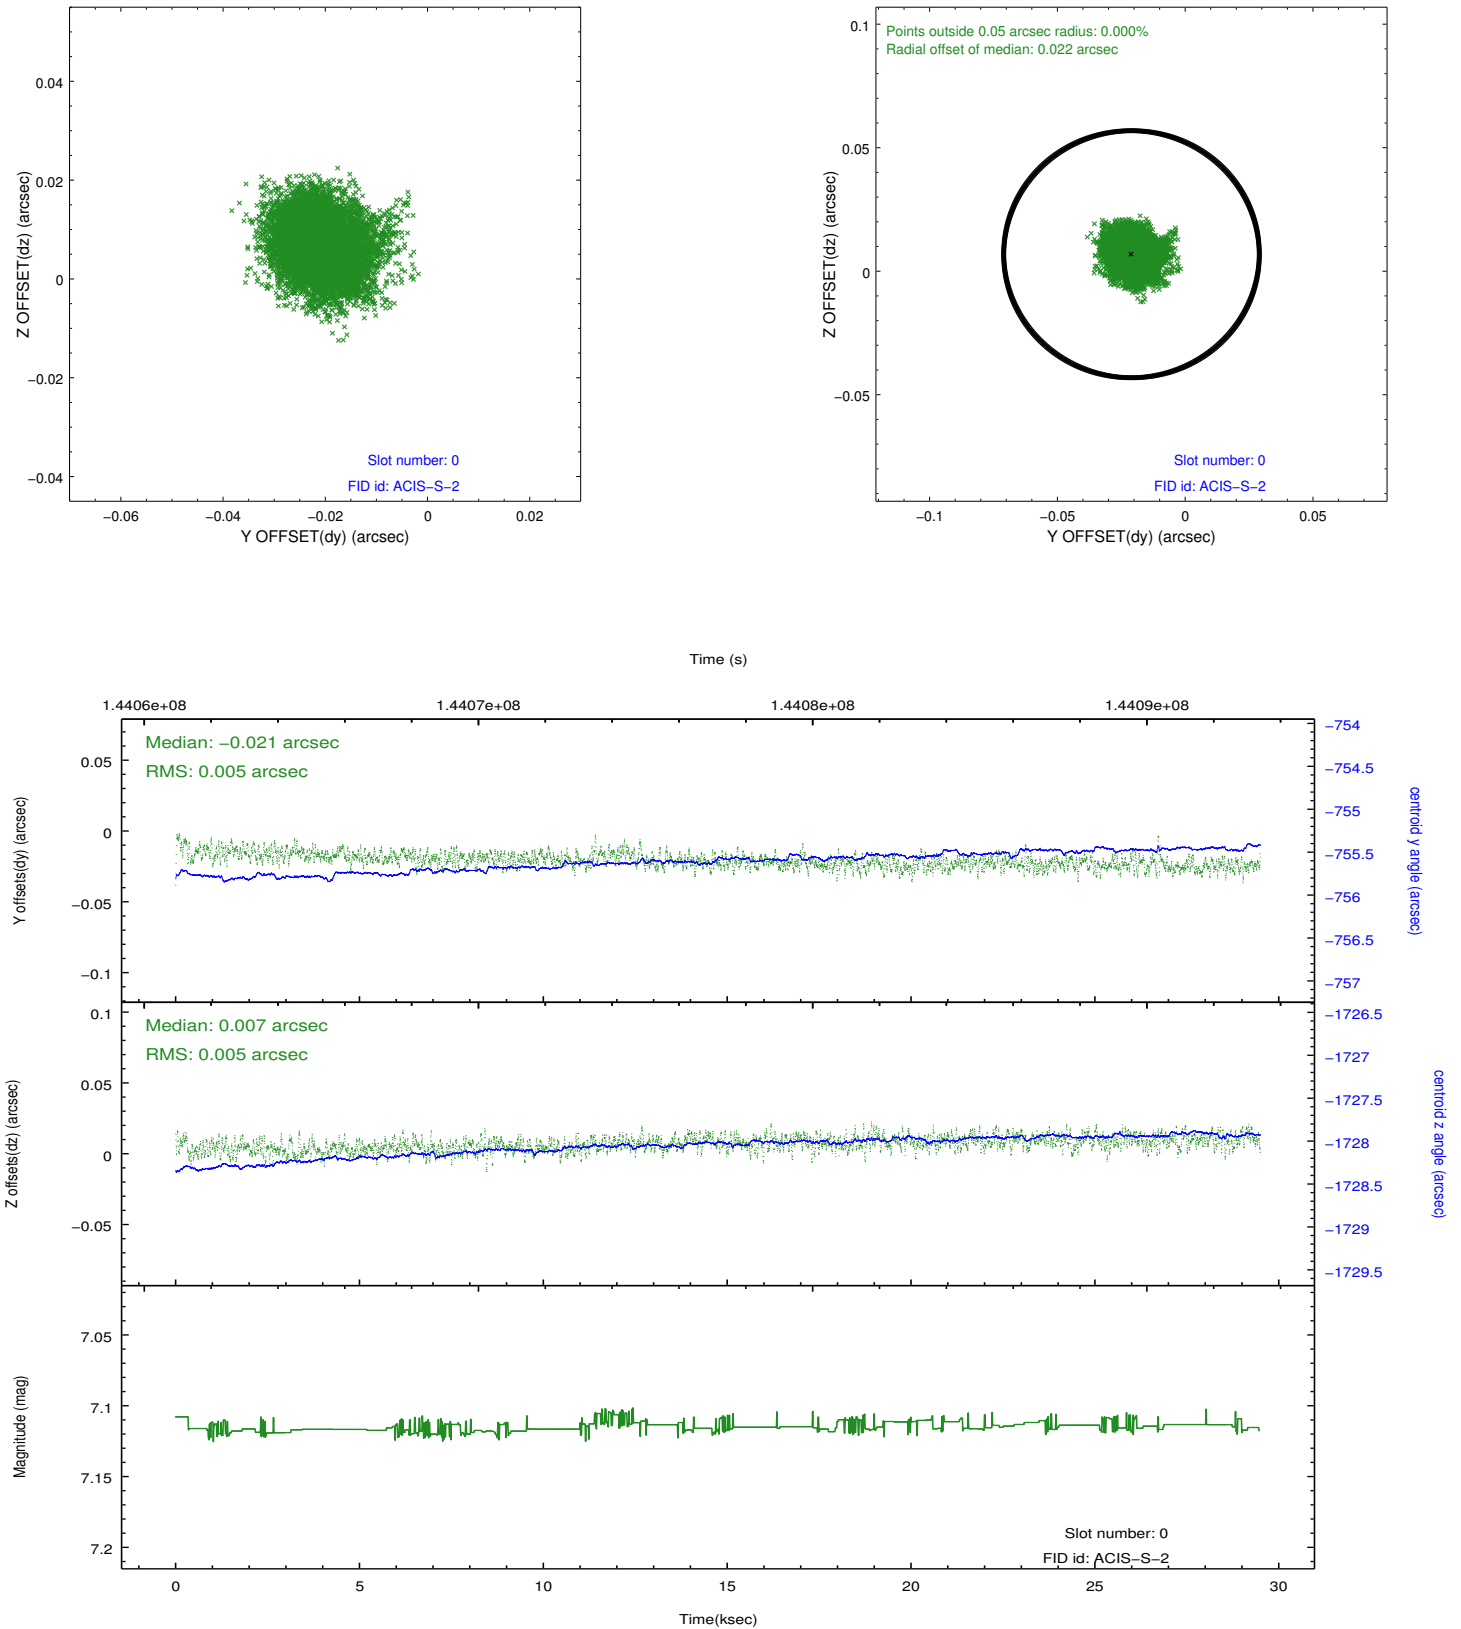 0.04
0.02
0
−0.02
−0.04
Z OFFSET(dz) (arcsec)
Slot number: 0
FID id: ACIS−S−2
−0.06
−0.04
−0.02
0
0.02
Y OFFSET(dy) (arcsec)
Points outside 0.05 arcsec radius: 0.000%
Radial offset of median: 0.022 arcsec
0.1
0.05
0
−0.05
Z OFFSET(dz) (arcsec)
Slot number: 0
FID id: ACIS−S−2
−0.1
−0.05
0
0.05
Y OFFSET(dy) (arcsec)
Time (s)
1.4406e+08
1.4407e+08
1.4408e+08
1.4409e+08
Median: −0.021 arcsec
RMS: 0.005 arcsec
0.05
0
−0.05
−0.1
Y offsets(dy) (arcsec)
−754
−754.5
−755
−755.5
−756
−756.5
−757
centroid y angle (arcsec)
Median: 0.007 arcsec
RMS: 0.005 arcsec
0.1
0.05
0
−0.05
Z offsets(dz) (arcsec)
−1726.5
−1727
−1727.5
−1728
−1728.5
−1729
−1729.5
centroid z angle (arcsec)
7.05
7.1
7.15
7.2
Magnitude (mag)
Slot number: 0
FID id: ACIS−S−2
0
5
10
15
20
25
30
Time(ksec)